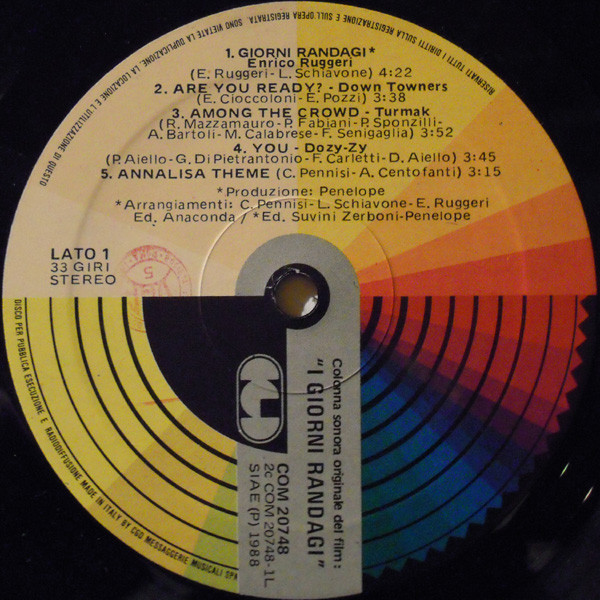 RISERVATI TUTTI I DIRITTI SULLA REGISTRAZIONE E SULL'OPERA REGISTRATA. SONO VIETATE LA DUPLICAZIONE, LA LOCAZIONE E L'UTILIZZAZIONE DI QUESTO
DISCO PER PUBBLICA ESECUZIONE E RADIODIFFUSIONE MADE IN ITALY BY CGD MESSAGGERIE MUSICALI SPA
1. GIORNI RANDAGI*
Enrico Ruggeri
(E. Ruggeri - L. Schiavone) 4:22
2. ARE YOU READY? - Down Towners
(E. Cioccoloni - E. Pozzi) 3:38
3. AMONG THE CROWD - Turmak
(R. Mazzamauro - P. Fabiani - P. Sponzilli-
A. Bartoli - M. Calabrese - F. Senigaglia) 3:52
4. YOU - Dozy-Zy
(P. Aiello - G. Di Pietrantonio - F. Carletti - D. Aiello) 3:45
5. ANNALISA THEME (C. Pennisi - A. Centofanti) 3:15
*Produzione: Penelope
*Arrangiamenti: C. Pennisi - L. Schiavone - E. Ruggeri
Ed. Anaconda / *Ed. Suvini Zerboni-Penelope
LATO 1
33 GIRI
STEREO
5
Colonna sonora originale del film:
"I GIORNI RANDAGI"
COM 20748
2c COM 20748-1L
SIAE (P) 1988